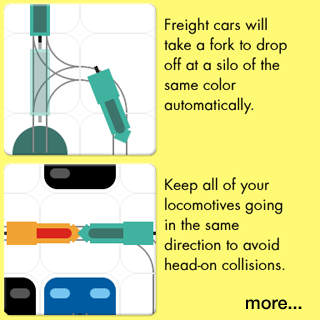 Freight cars will
take a fork to drop
off at a silo of the
same color
automatically.
Keep all of your
locomotives going
in the same
direction to avoid
head-on collisions.
more...